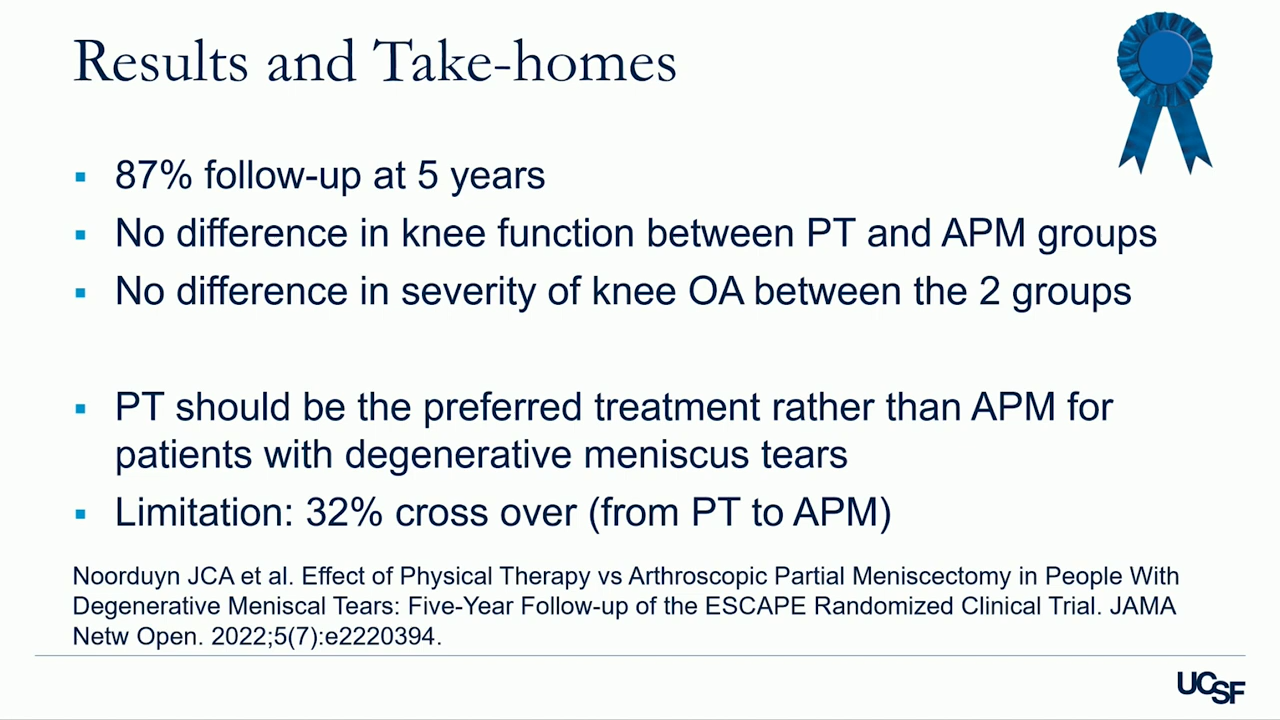 Results and Take-homes
▪ 87% follow-up at 5 years
▪ No difference in knee function between PT and APM groups
▪ No difference in severity of knee OA between the 2 groups
▪ PT should be the preferred treatment rather than APM for
patients with degenerative meniscus tears
▪ Limitation: 32% cross over (from PT to APM)
Noorduyn JCA et al. Effect of Physical Therapy vs Arthroscopic Partial Meniscectomy in People With
Degenerative Meniscal Tears: Five-Year Follow-up of the ESCAPE Randomized Clinical Trial. JAMA
Netw Open. 2022;5(7):e2220394.
UCSF